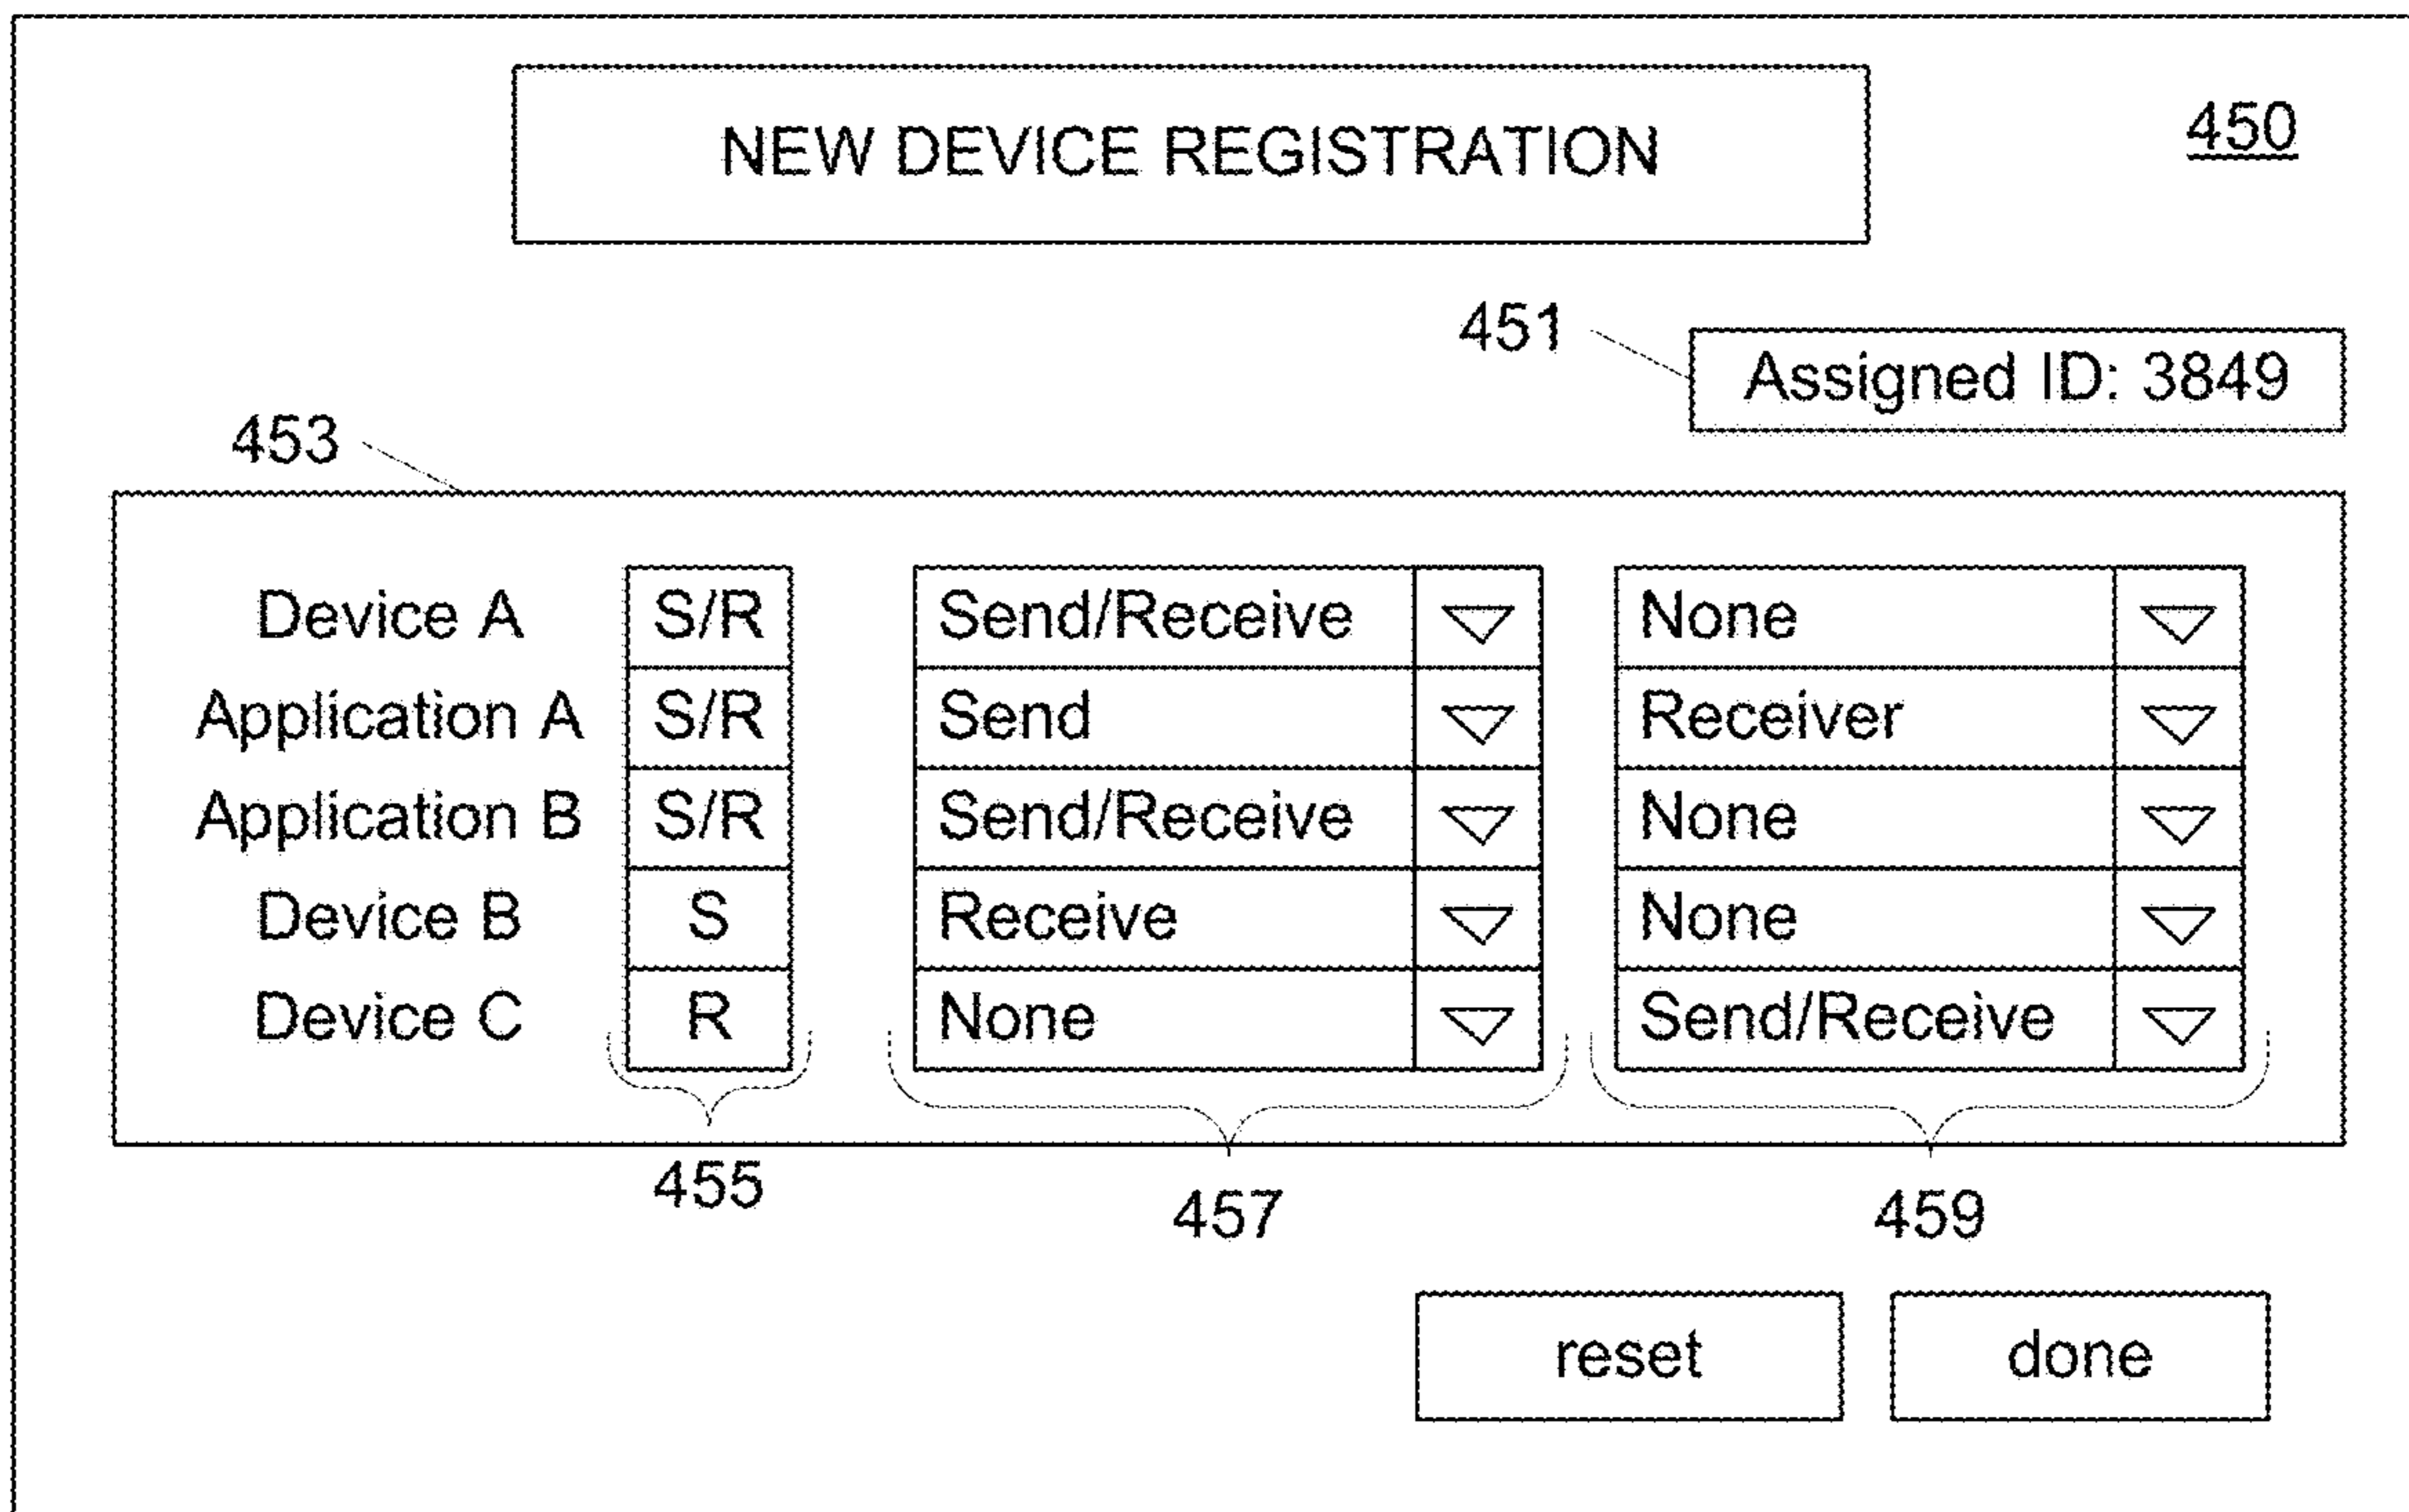 NEW DEVICE REGISTRATION
450
451
Assigned ID: 3849
453
Device A S/R Send/Receive None
Application A S/R Send Receiver
Application B S/R Send/Receive None
Device B S Receive None
Device C R None Send/Receive
455
457
459
reset done